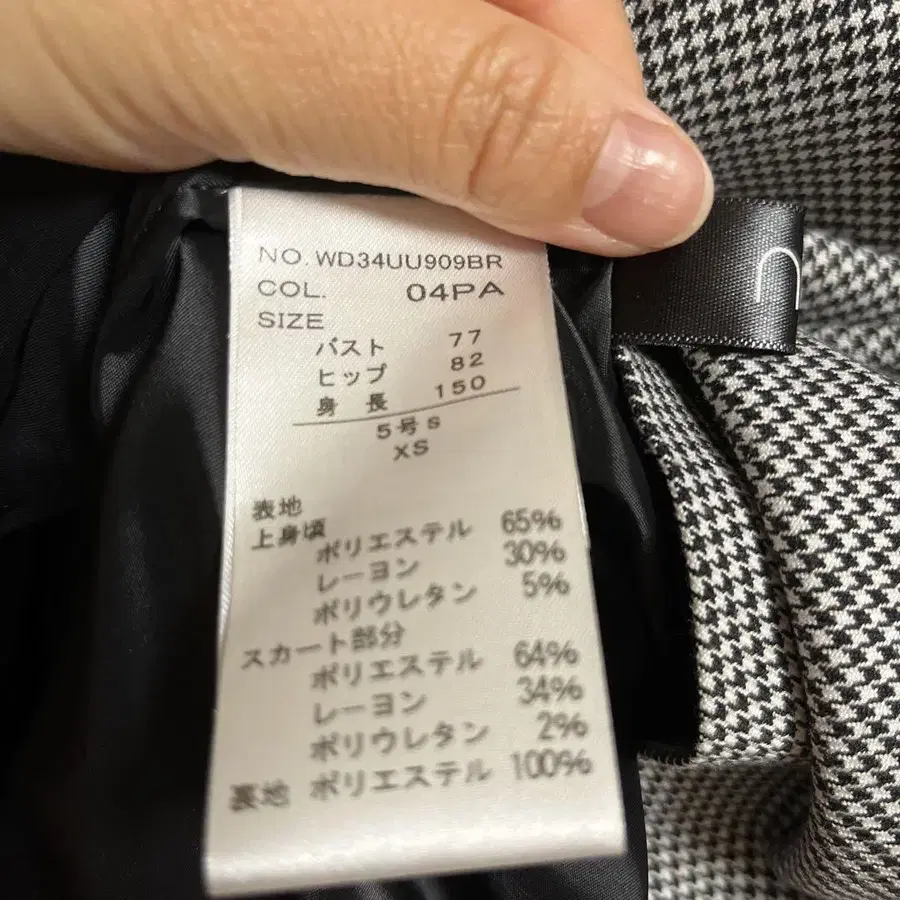 NO. WD34UU909BR
COL. 04PA
SIZE
バスト 77
ヒップ 82
身長 150
5号s
XS
表地
上身頃
ポリエステル 65%
レーヨン 30%
ポリウレタン 5%
スカート部分
ポリエステル 64%
レーヨン 34%
ポリウレタン 2%
裏地 ポリエステル 100%